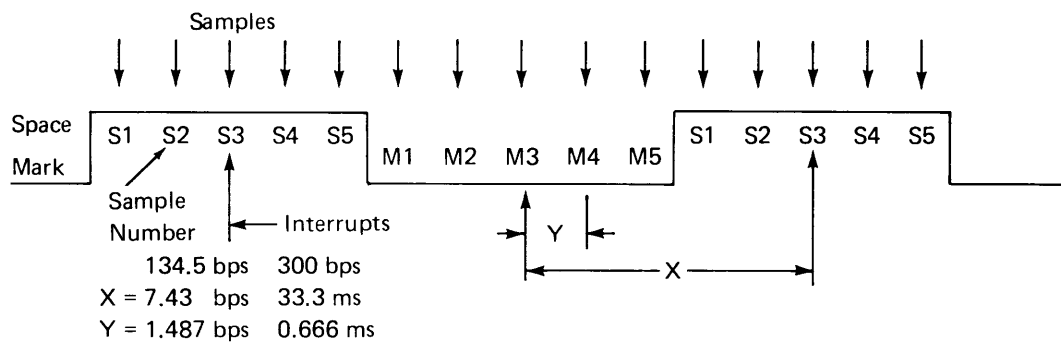 Samples
Space S1 S2 S3 S4 S5 S1 S2 S3 S4 S5
Mark M1 M2 M3 M4 M5
Sample
Number
Interrupts
Y
X
134.5 bps 300 bps
X = 7.43 bps 33.3 ms
Y = 1.487 bps 0.666 ms